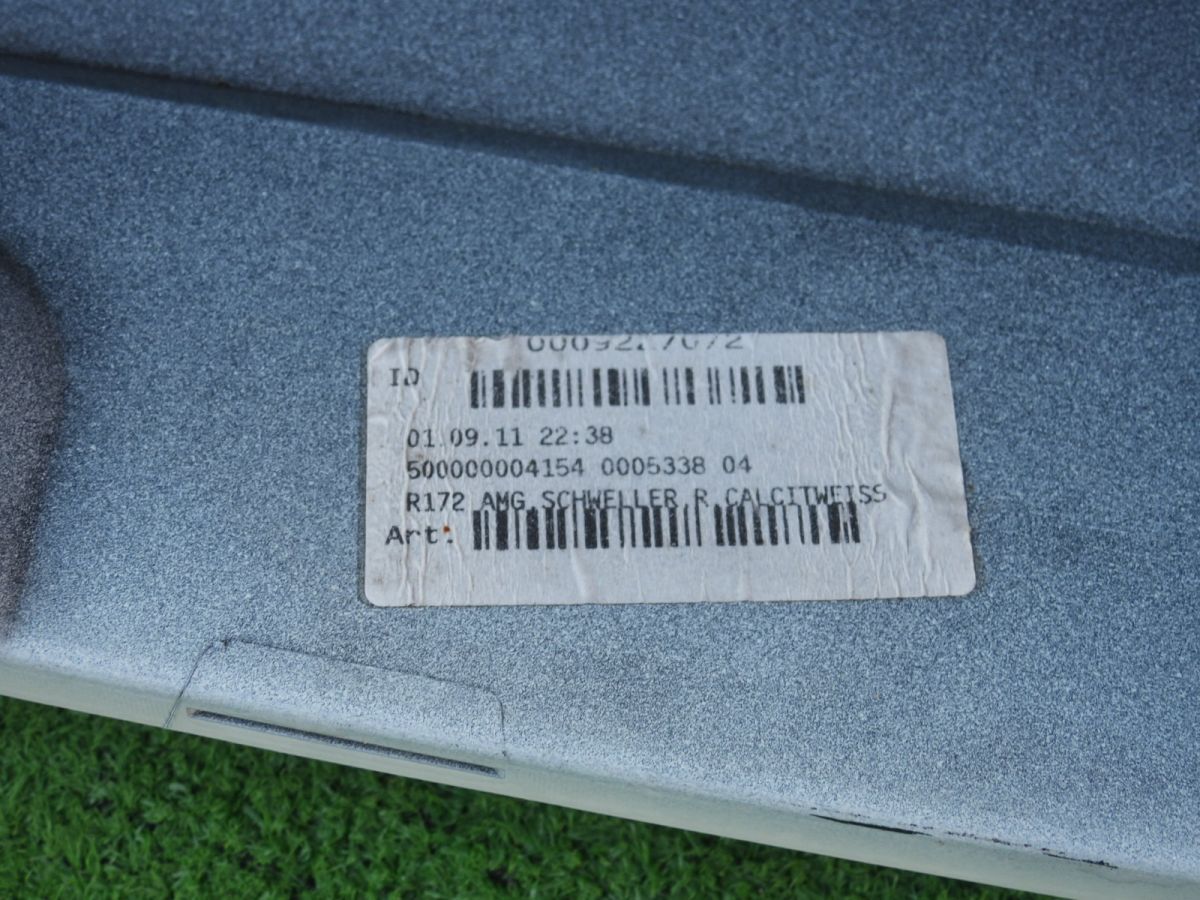 ID
01.09.11 22:38
500000004154 0005338 04
R172 AMG SCHWELLER R CALCITWEISS
Art: